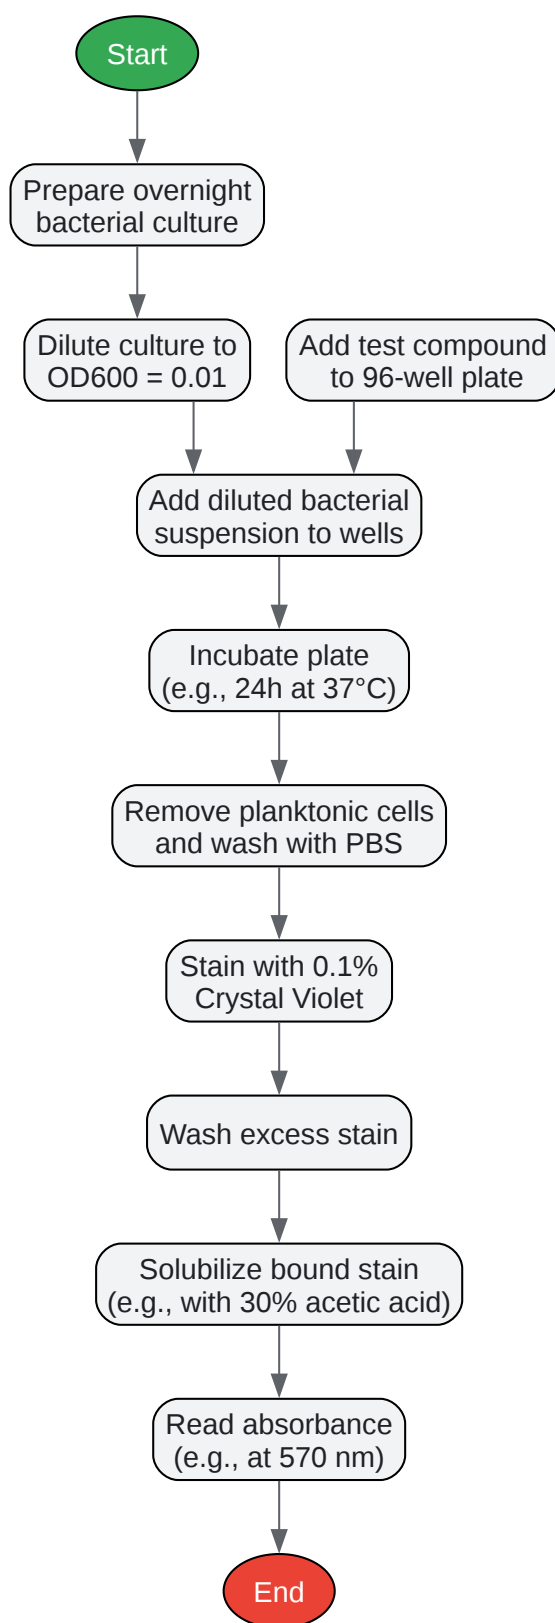 Start
Prepare overnight
bacterial culture
Dilute culture to
OD600 = 0.01
Add test compound
to 96-well plate
Add diluted bacterial
suspension to wells
Incubate plate
(e.g., 24h at 37°C)
Remove planktonic cells
and wash with PBS
Stain with 0.1%
Crystal Violet
Wash excess stain
Solubilize bound stain
(e.g., with 30% acetic acid)
Read absorbance
(e.g., at 570 nm)
End